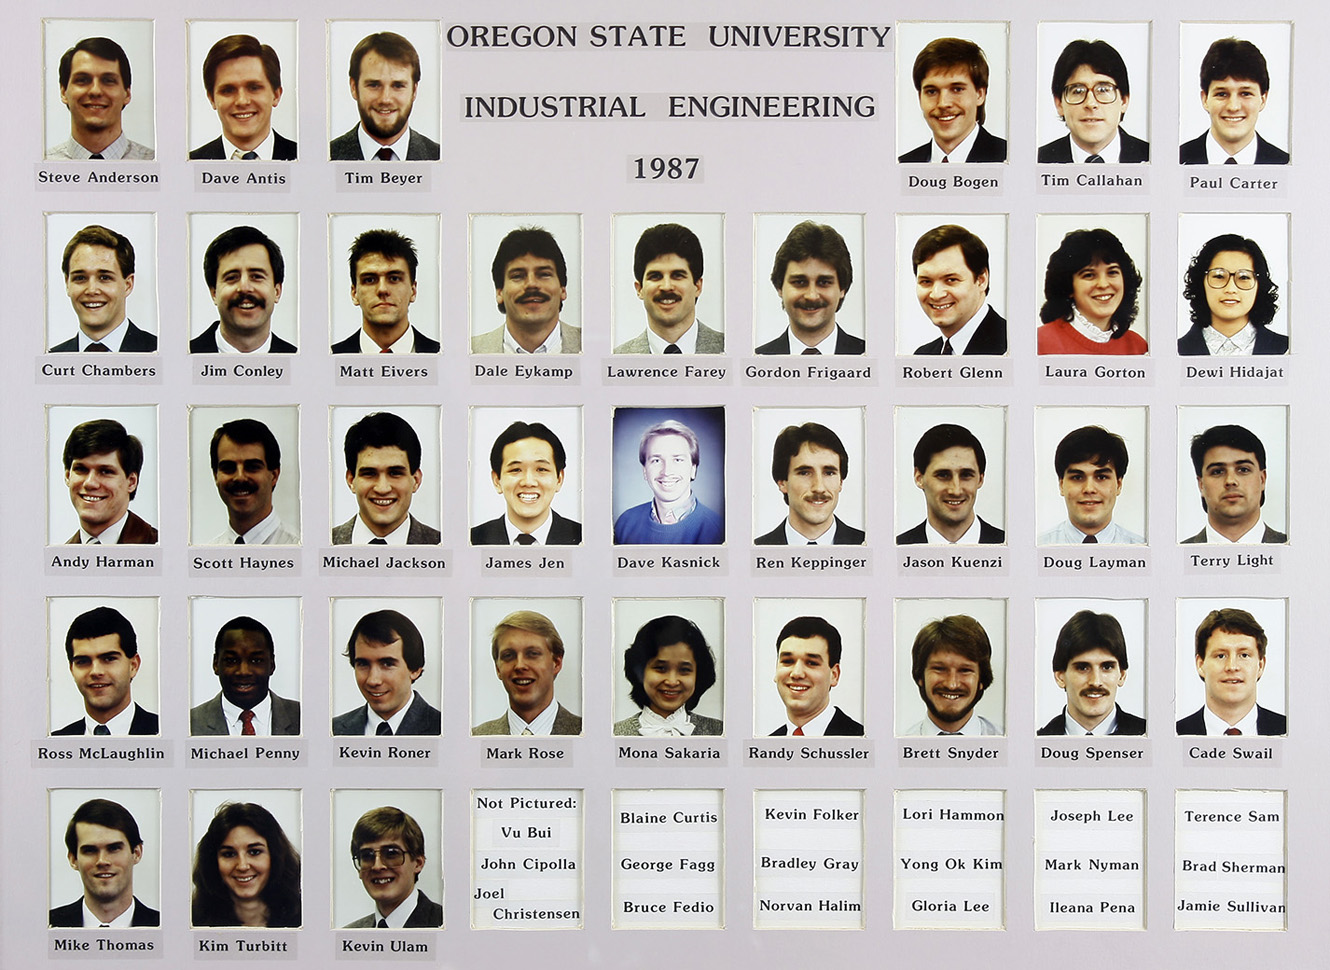 OREGON STATE UNIVERSITY
INDUSTRIAL ENGINEERING
1987
Steve Anderson
Dave Antis
Tim Beyer
Doug Bogen
Tim Callahan
Paul Carter
Curt Chambers
Jim Conley
Matt Eivers
Dale Eykamp
Lawrence Farey
Gordon Frigaard
Robert Glenn
Laura Gorton
Dewi Hidajat
Andy Harman
Scott Haynes
Michael Jackson
James Jen
Dave Kasnick
Ren Keppinger
Jason Kuenzi
Doug Layman
Terry Light
Ross McLaughlin
Michael Penny
Kevin Roner
Mark Rose
Mona Sakaria
Randy Schussler
Brett Snyder
Doug Spenser
Cade Swail
Mike Thomas
Kim Turbitt
Kevin Ulam
Not Pictured:
Vu Bui
John Cipolla
Joel
Christensen
Blaine Curtis
George Fagg
Bruce Fedio
Kevin Folker
Bradley Gray
Norvan Halim
Lori Hammon
Yong Ok Kim
Gloria Lee
Joseph Lee
Mark Nyman
Ileana Pena
Terence Sam
Brad Sherman
Jamie Sullivan